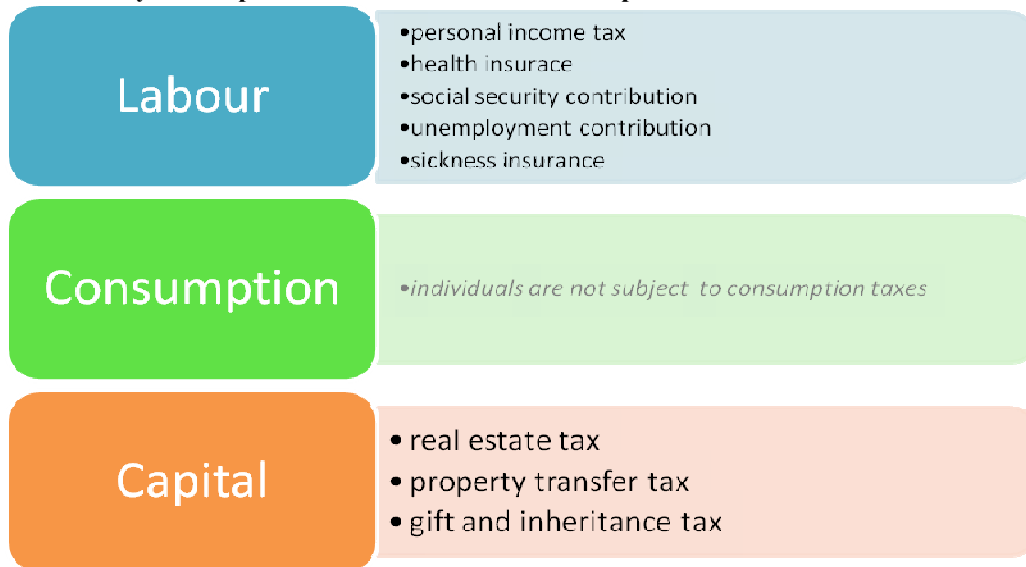 Labour
•personal income tax
•health insurace
•social security contribution
•unemployment contribution
•sickness insurance
Consumption
•individuals are not subject to consumption taxes
Capital
• real estate tax
• property transfer tax
• gift and inheritance tax